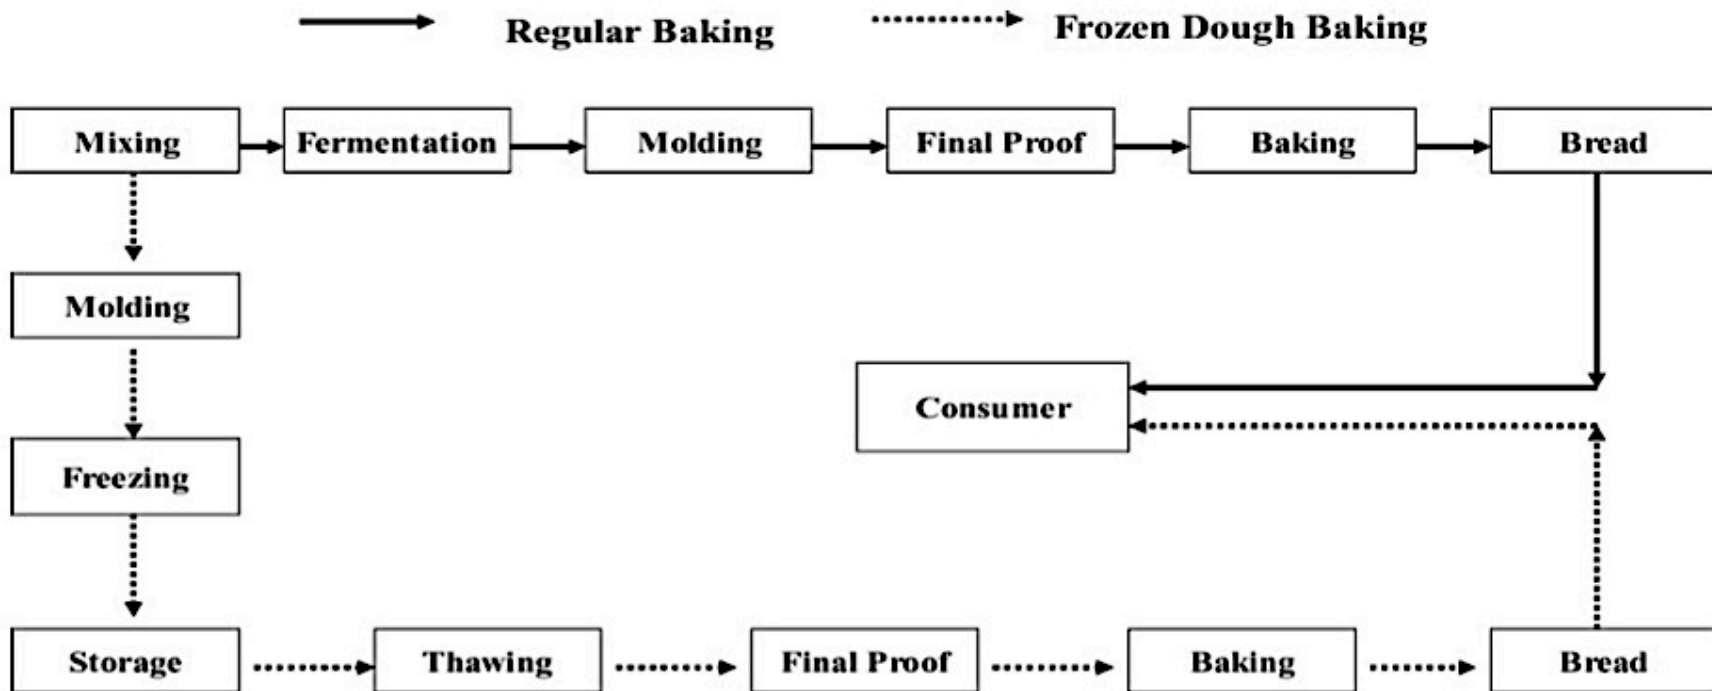 Regular Baking
Frozen Dough Baking
Mixing
Fermentation
Molding
Final Proof
Baking
Bread
Molding
Consumer
Freezing
Storage
Thawing
Final Proof
Baking
Bread